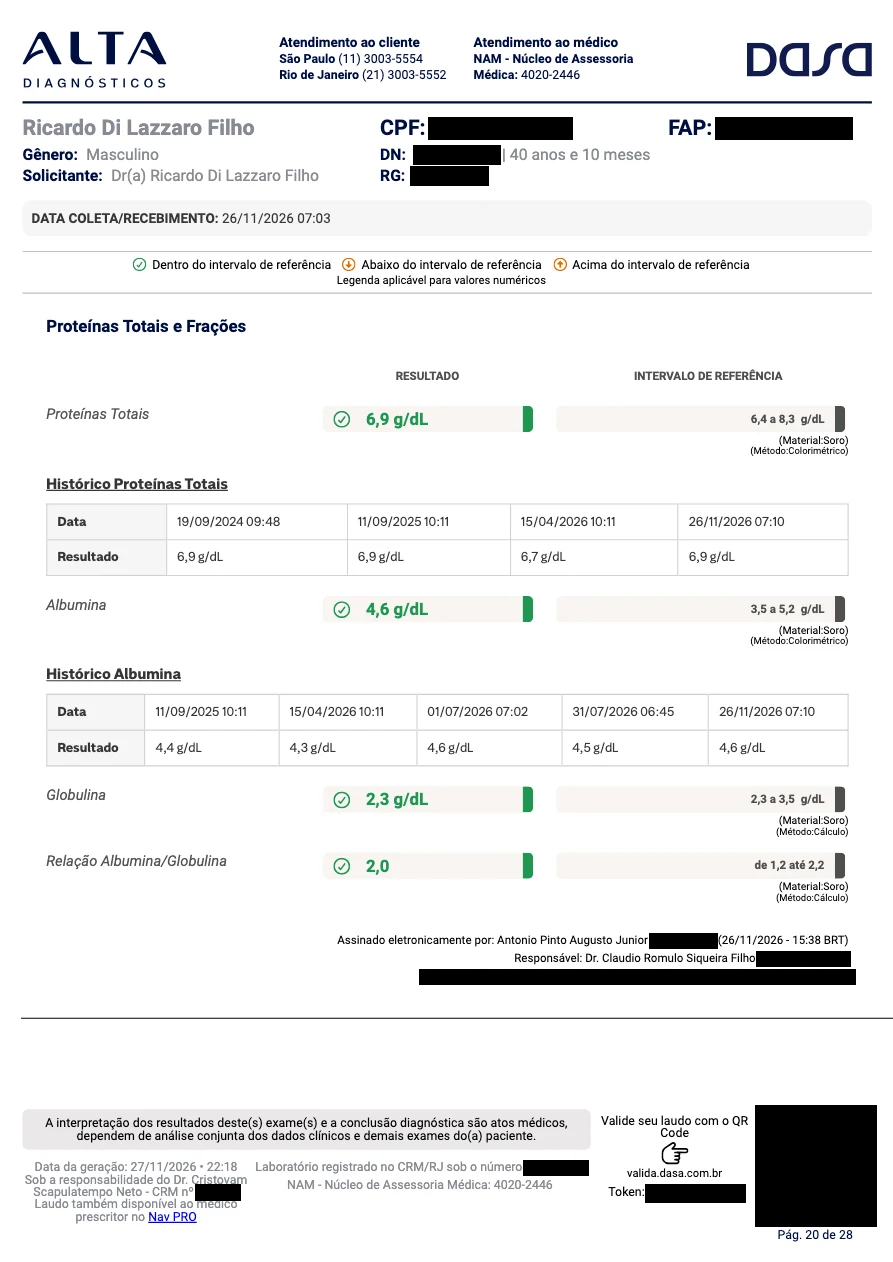 ALTA
DIAGNÓSTICOS
Atendimento ao cliente
São Paulo (11) 3003-5554
Rio de Janeiro (21) 3003-5552
Atendimento ao médico
NAM - Núcleo de Assessoria
Médica: 4020-2446
DASA
Ricardo Di Lazzaro Filho
CPF:
FAP:
Gênero: Masculino
DN: | 40 anos e 10 meses
Solicitante: Dr(a) Ricardo Di Lazzaro Filho
RG:
DATA COLETA/RECEBIMENTO: 26/11/2026 07:03
Dentro do intervalo de referência Abaixo do intervalo de referência Acima do intervalo de referência
Legenda aplicável para valores numéricos
Proteínas Totais e Frações
RESULTADO INTERVALO DE REFERÊNCIA
Proteínas Totais 6,9 g/dL 6,4 a 8,3 g/dL
(Material:Soro)
(Método:Colorimétrico)
Histórico Proteínas Totais
Data 19/09/2024 09:48 11/09/2025 10:11 15/04/2026 10:11 26/11/2026 07:10
Resultado 6,9 g/dL 6,9 g/dL 6,7 g/dL 6,9 g/dL
Albumina 4,6 g/dL 3,5 a 5,2 g/dL
(Material:Soro)
(Método:Colorimétrico)
Histórico Albumina
Data 11/09/2025 10:11 15/04/2026 10:11 01/07/2026 07:02 31/07/2026 06:45 26/11/2026 07:10
Resultado 4,4 g/dL 4,3 g/dL 4,6 g/dL 4,5 g/dL 4,6 g/dL
Globulina 2,3 g/dL 2,3 a 3,5 g/dL
(Material:Soro)
(Método:Cálculo)
Relação Albumina/Globulina 2,0 de 1,2 até 2,2
(Material:Soro)
(Método:Cálculo)
Assinado eletronicamente por: Antonio Pinto Augusto Junior (26/11/2026 - 15:38 BRT)
Responsável: Dr. Claudio Romulo Siqueira Filho
A interpretação dos resultados deste(s) exame(s) e a conclusão diagnóstica são atos médicos,
dependem de análise conjunta dos dados clínicos e demais exames do(a) paciente.
Data da geração: 27/11/2026 • 22:18
Sob a responsabilidade do Dr. Cristovam
Scapulatempo Neto - CRM nº
Laudo também disponível ao médico
prescritor no Nav PRO
Laboratório registrado no CRM/RJ sob o número
NAM - Núcleo de Assessoria Médica: 4020-2446
Valide seu laudo com o QR
Code
valida.dasa.com.br
Token:
Pág. 20 de 28